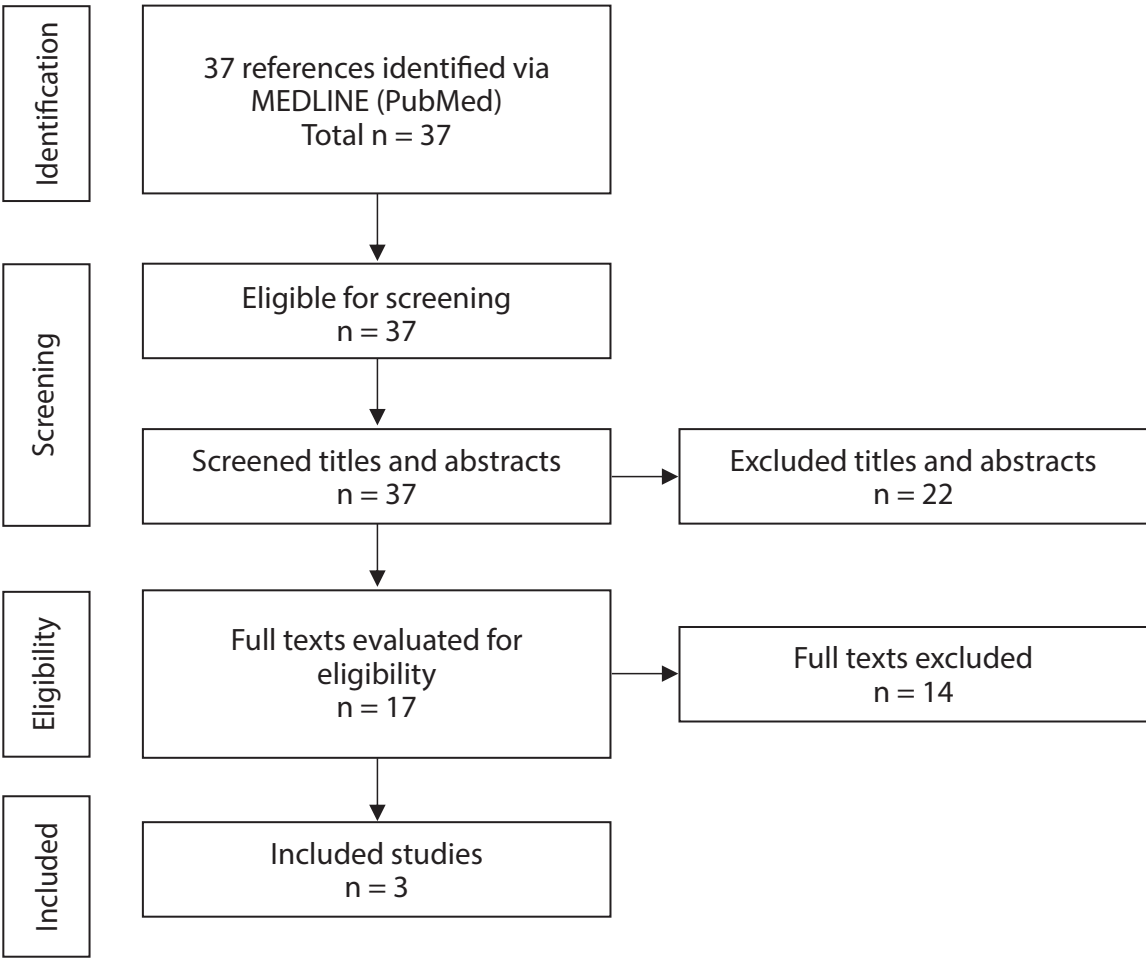 Identification
37 references identified via
MEDLINE (PubMed)
Total n = 37
Screening
Eligible for screening
n = 37
Screened titles and abstracts
n = 37
Excluded titles and abstracts
n = 22
Eligibility
Full texts evaluated for
eligibility
n = 17
Full texts excluded
n = 14
Included
Included studies
n = 3